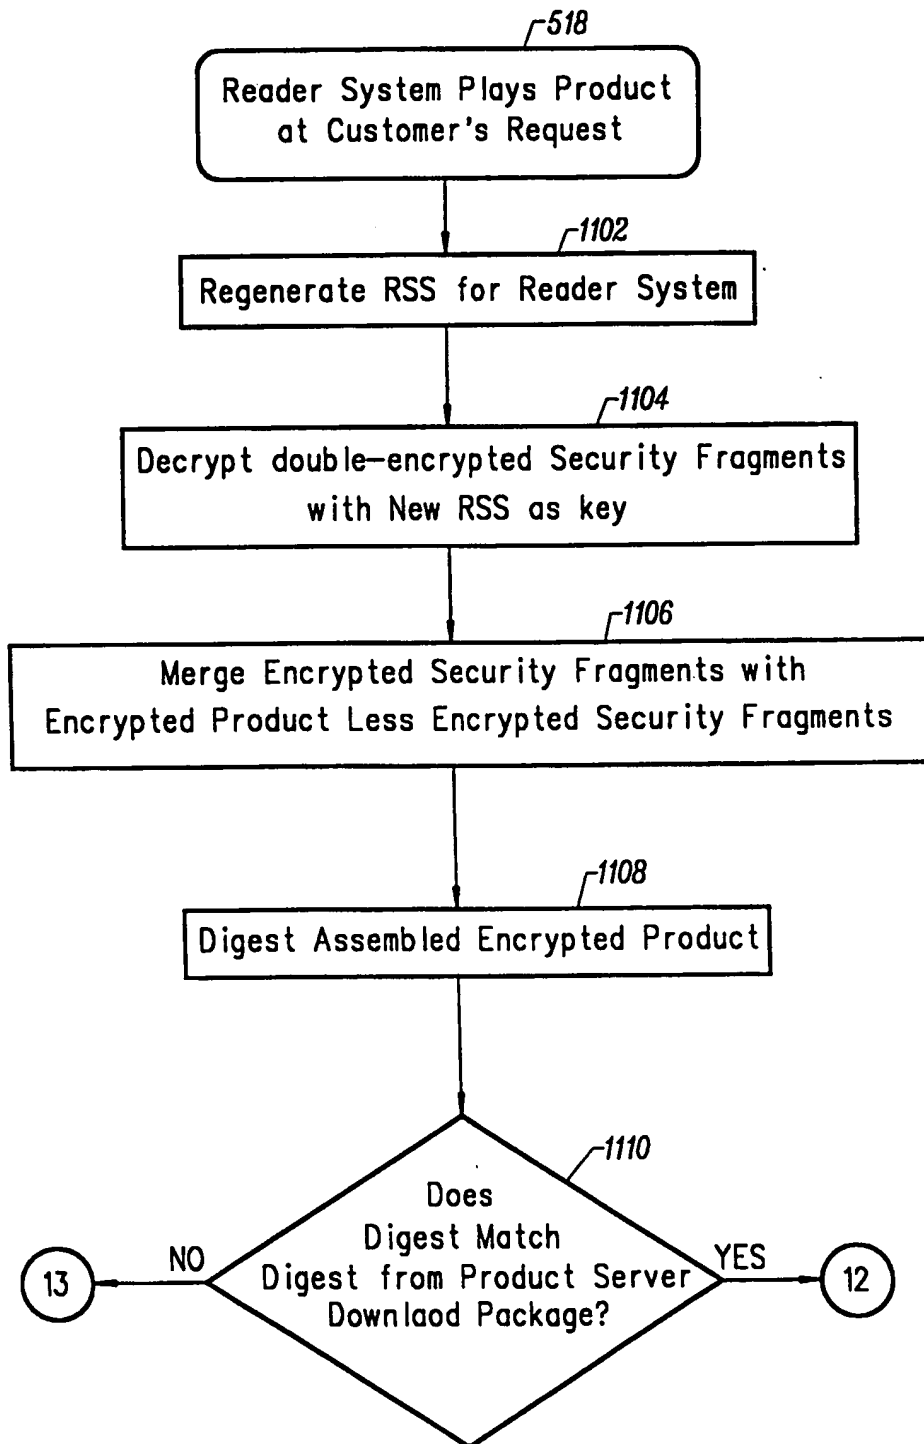 518
Reader System Plays Product
at Customer's Request
1102
Regenerate RSS for Reader System
1104
Decrypt double-encrypted Security Fragments
with New RSS as key
1106
Merge Encrypted Security Fragments with
Encrypted Product Less Encrypted Security Fragments
1108
Digest Assembled Encrypted Product
1110
Does
Digest Match
Digest from Product Server
Downlaod Package?
NO
YES
13
12